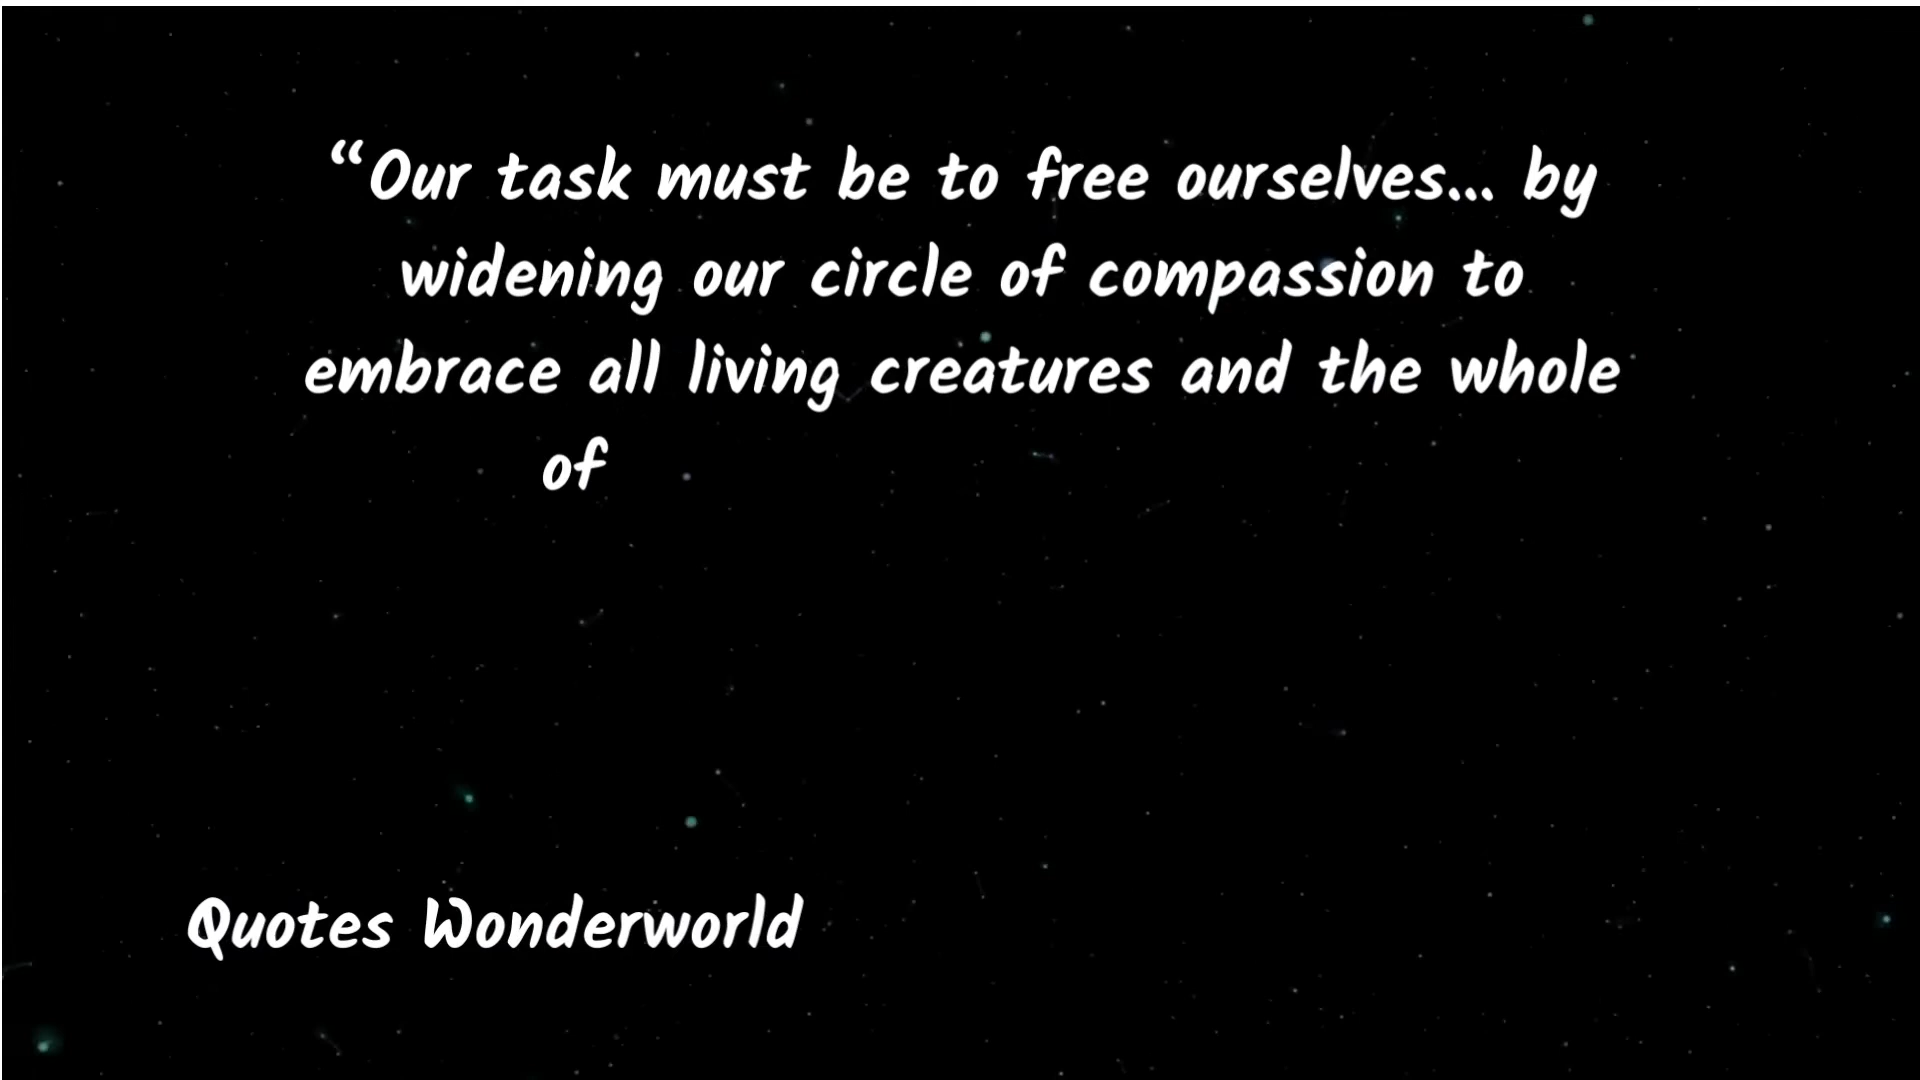 “Our task must be to free ourselves... by
widening our circle of compassion to
embrace all living creatures and the whole
of
Quotes Wonderworld